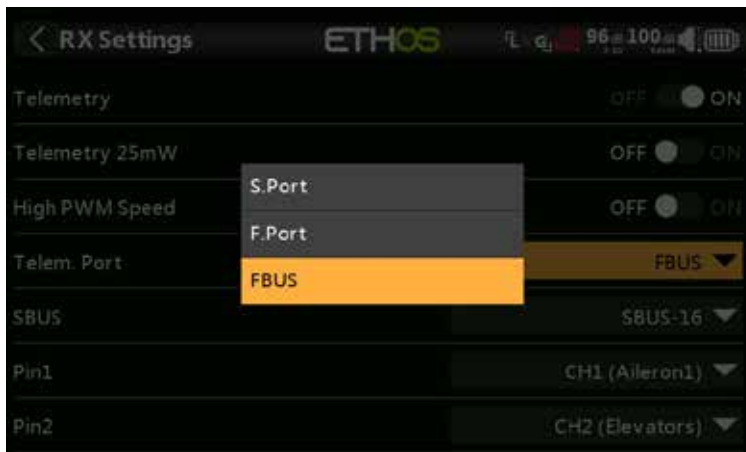 RX Settings ETHOS 96 100
Telemetry OFF ON
Telemetry 25mW OFF ON
High PWM Speed OFF ON
Telem. Port FBUS
S.Port
F.Port
FBUS
SBUS SBUS-16
Pin1 CH1 (Aileron1)
Pin2 CH2 (Elevators)